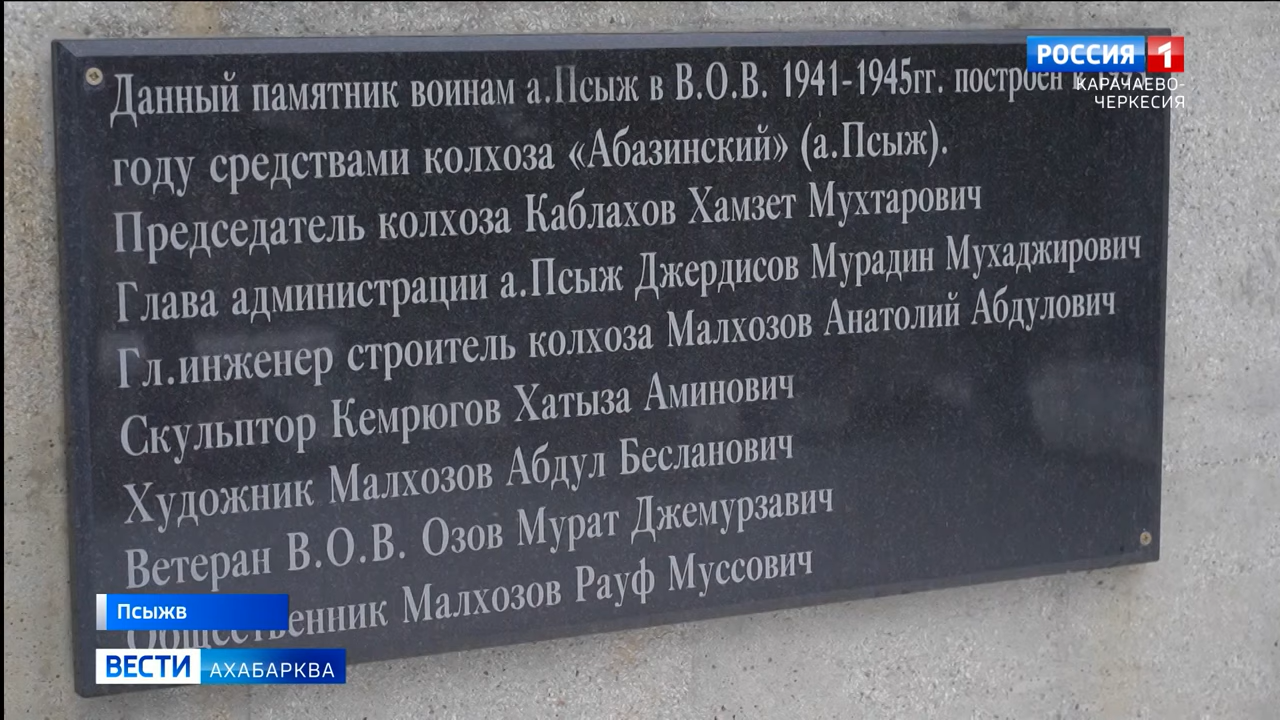 РОССИЯ 1
КАРАЧАЕВО-
ЧЕРКЕСИЯ
Данный памятник воинам а.Псыж в В.О.В. 1941-1945гг. построен
году средствами колхоза «Абазинский» (а.Псыж).
Председатель колхоза Каблахов Хамзет Мухтарович
Глава администрации а.Псыж Джердисов Мурадин Мухаджирович
Гл.инженер строитель колхоза Малхозов Анатолий Абдулович
Скульптор Кемрюгов Хатыза Аминович
Художник Малхозов Абдул Бесланович
Ветеран В.О.В. Озов Мурат Джемурзавич
Общественник Малхозов Рауф Муссович
Псыжв
ВЕСТИ АХАБАРКВА